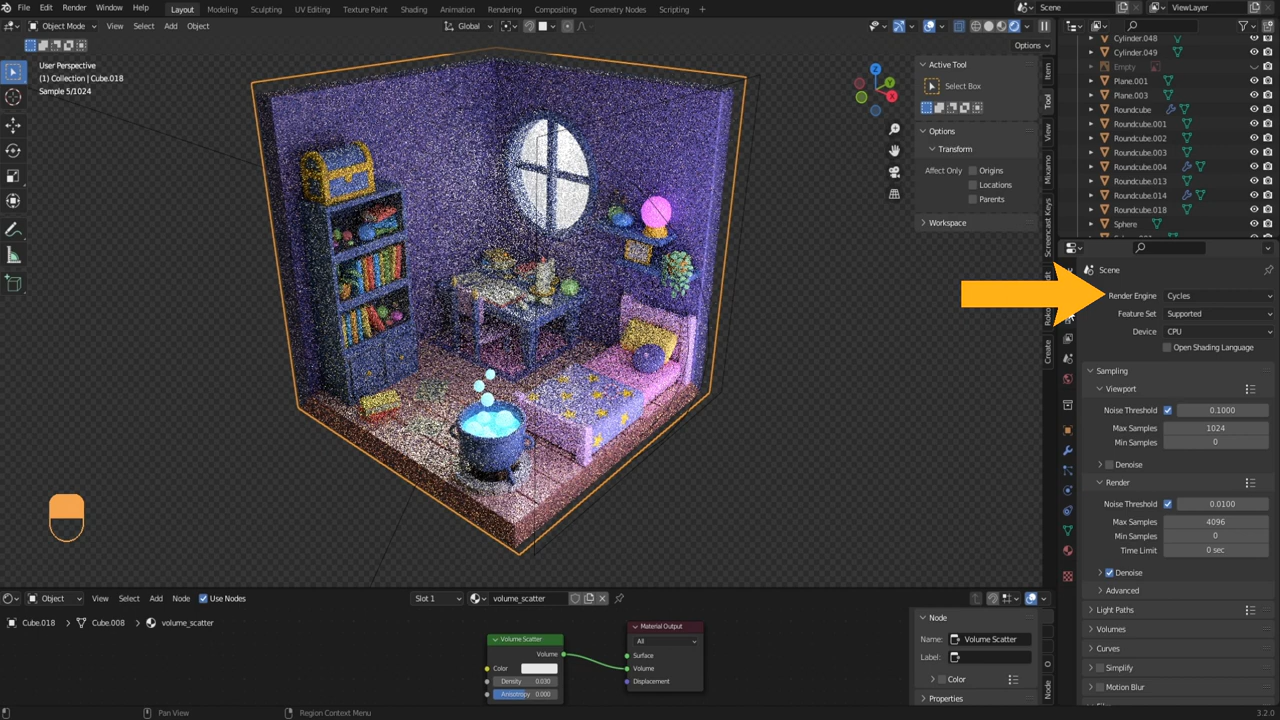 File Edit Render Window Help Layout Modeling Sculpting UV Editing Texture Paint Shading Animation Rendering Compositing Geometry Nodes Scripting + Scene ViewLayer
Object Mode View Select Add Object Global Options
User Perspective
(1) Collection | Cube.018
Sample 5/1024
Active Tool
Select Box
Options
Transform
Affect Only Origins
Locations
Parents
Workspace
Item
Tool
View
Mixamo
Screencast Keys
Create
Z
X
Cylinder.048
Cylinder.049
Empty
Plane.001
Plane.003
Roundcube
Roundcube.001
Roundcube.002
Roundcube.003
Roundcube.004
Roundcube.013
Roundcube.014
Roundcube.018
Sphere
Scene
Render Engine Cycles
Feature Set Supported
Device CPU
Open Shading Language
Sampling
Viewport
Noise Threshold 0.1000
Max Samples 1024
Min Samples 0
Denoise
Render
Noise Threshold 0.0100
Max Samples 4096
Min Samples 0
Time Limit 0 sec
Denoise
Advanced
Light Paths
Volumes
Curves
Simplify
Motion Blur
Object View Select Add Node Use Nodes Slot 1 volume_scatter
Cube.018 > Cube.008 > volume_scatter
Volume Scatter
Volume
Color
Density 0.030
Anisotropy 0.000
Material Output
All
Surface
Volume
Displacement
Node
Name: Volume Scatter
Label:
Color
Properties
Node
Pan View Region Context Menu 3.2.0